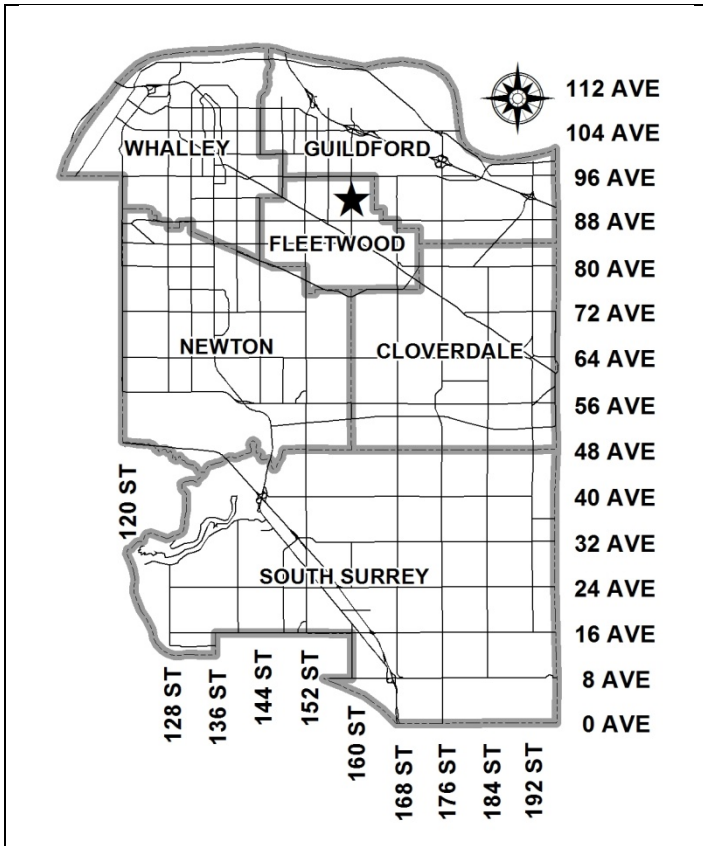 112 AVE
104 AVE
WHALLEY
GUILDFORD
96 AVE
88 AVE
FLEETWOOD
80 AVE
72 AVE
NEWTON
CLOVERDALE
64 AVE
56 AVE
48 AVE
120 ST
40 AVE
32 AVE
SOUTH SURREY
24 AVE
16 AVE
128 ST
136 ST
144 ST
152 ST
160 ST
8 AVE
0 AVE
168 ST
176 ST
184 ST
192 ST